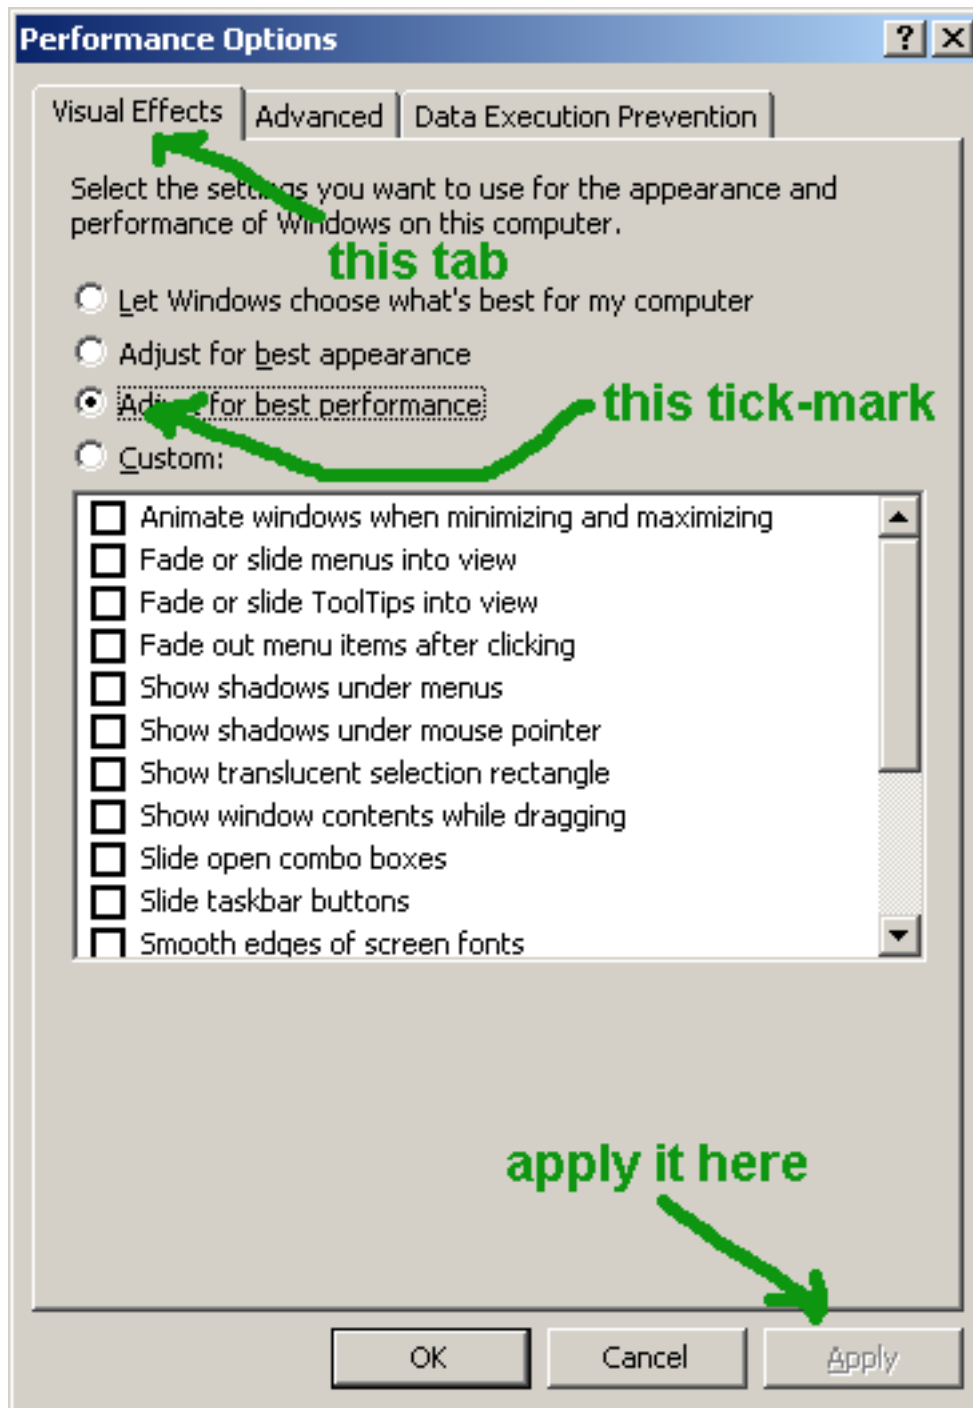 Performance Options
Visual Effects
Advanced
Data Execution Prevention
Select the settings you want to use for the appearance and
performance of Windows on this computer.
this tab
Let Windows choose what's best for my computer
Adjust for best appearance
Adjust for best performance
this tick-mark
Custom:
Animate windows when minimizing and maximizing
Fade or slide menus into view
Fade or slide ToolTips into view
Fade out menu items after clicking
Show shadows under menus
Show shadows under mouse pointer
Show translucent selection rectangle
Show window contents while dragging
Slide open combo boxes
Slide taskbar buttons
Smooth edges of screen fonts
apply it here
OK
Cancel
Apply